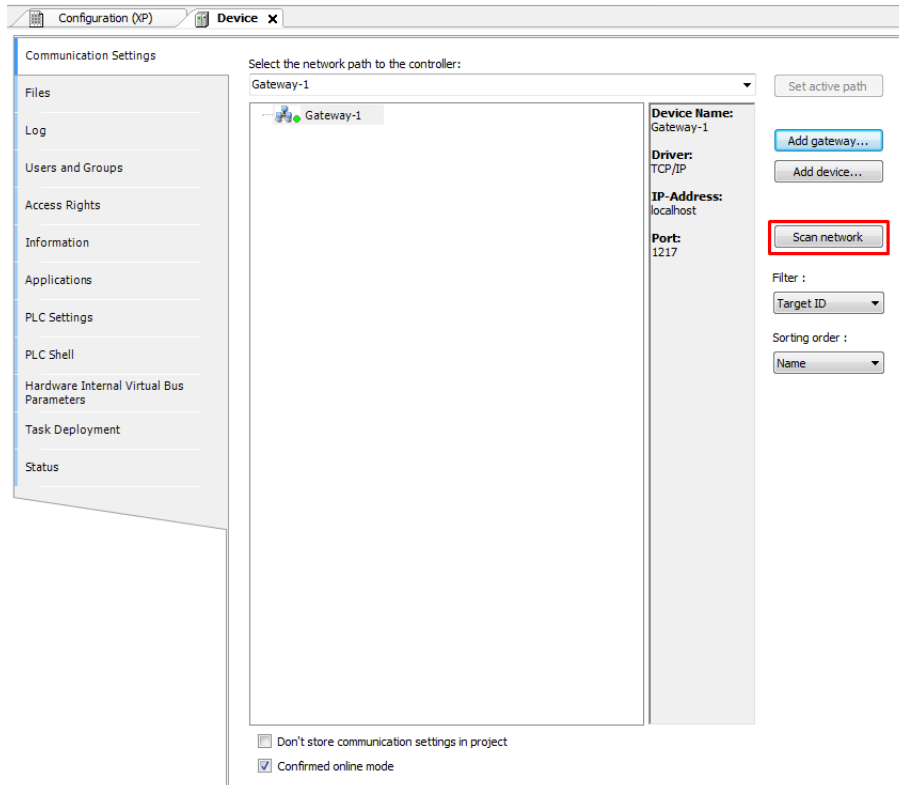 Configuration (XP)
Device
Communication Settings
Files
Log
Users and Groups
Access Rights
Information
Applications
PLC Settings
PLC Shell
Hardware Internal Virtual Bus
Parameters
Task Deployment
Status
Select the network path to the controller:
Gateway-1
Gateway-1
Device Name:
Gateway-1
Driver:
TCP/IP
IP-Address:
localhost
Port:
1217
Set active path
Add gateway...
Add device...
Scan network
Filter :
Target ID
Sorting order :
Name
Don't store communication settings in project
Confirmed online mode